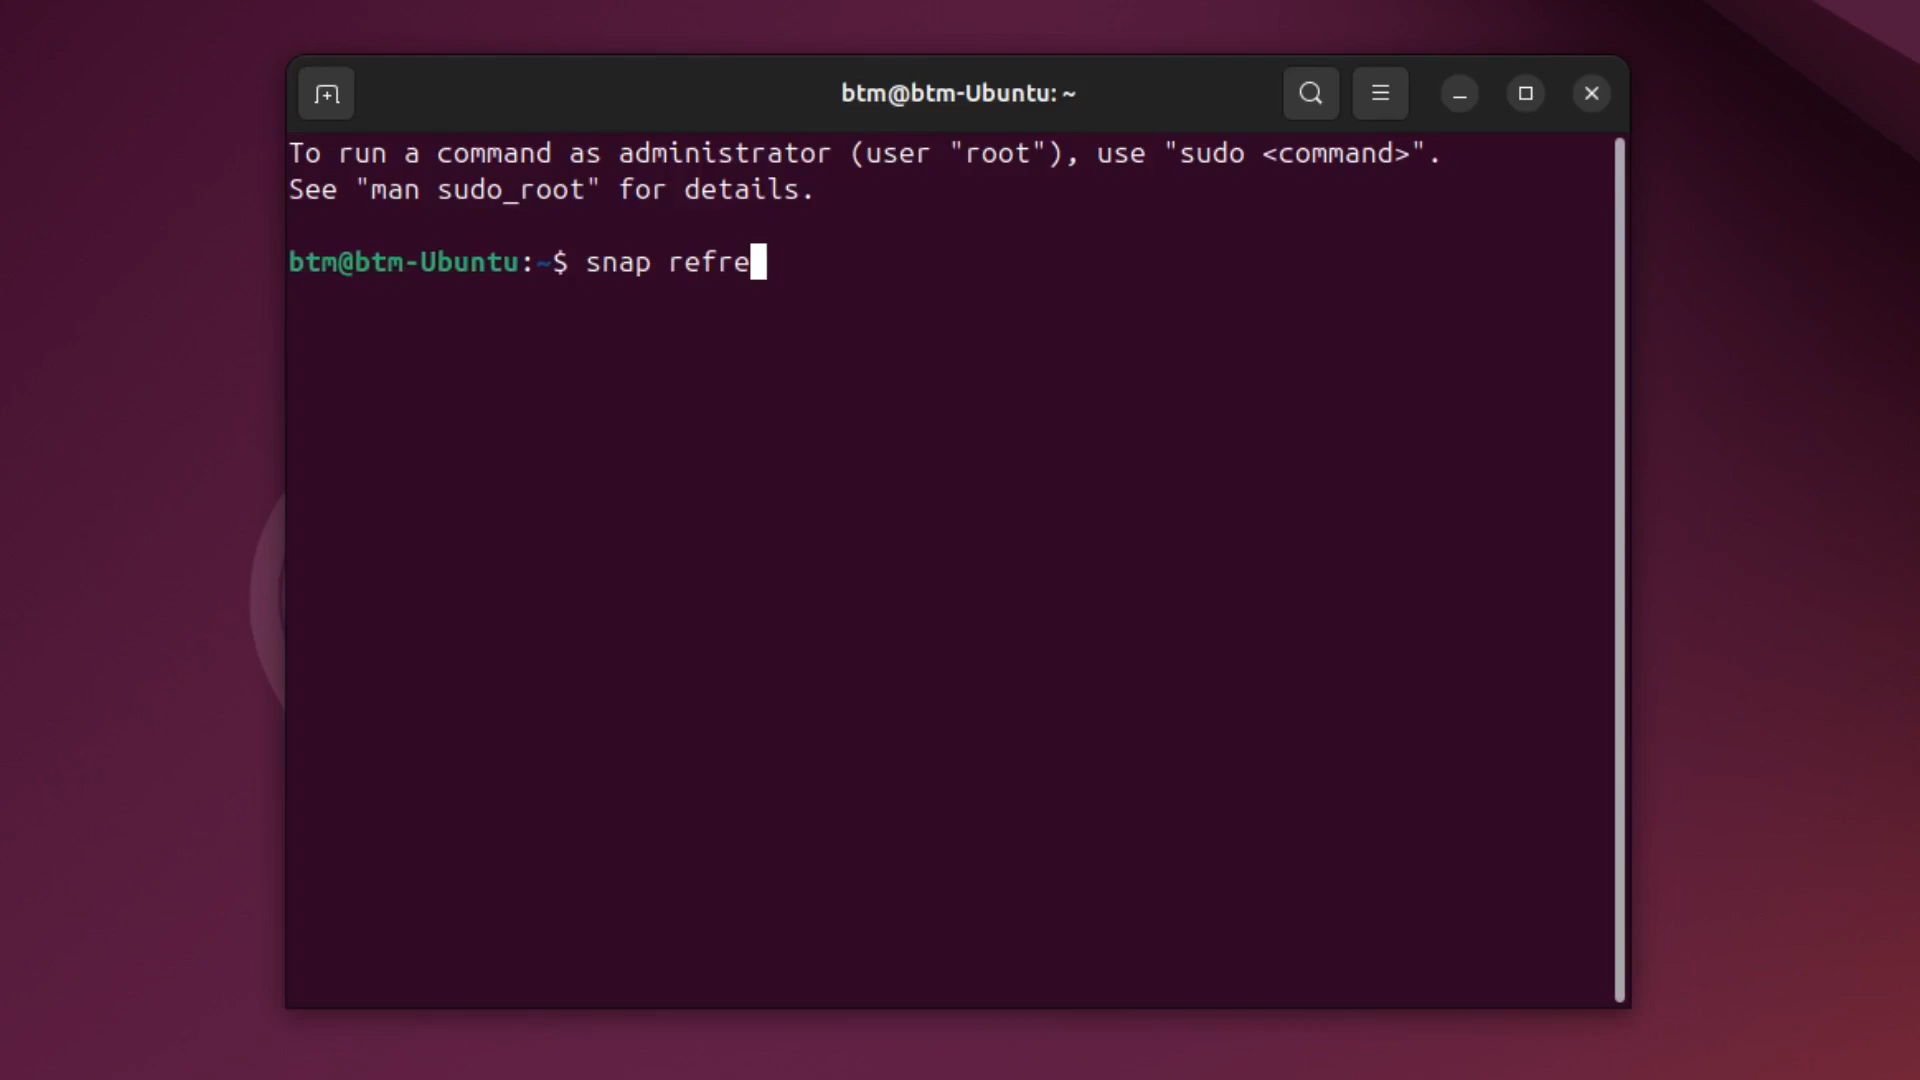 btm@btm-Ubuntu: ~
To run a command as administrator (user "root"), use "sudo <command>".
See "man sudo_root" for details.
btm@btm-Ubuntu:~$ snap refre